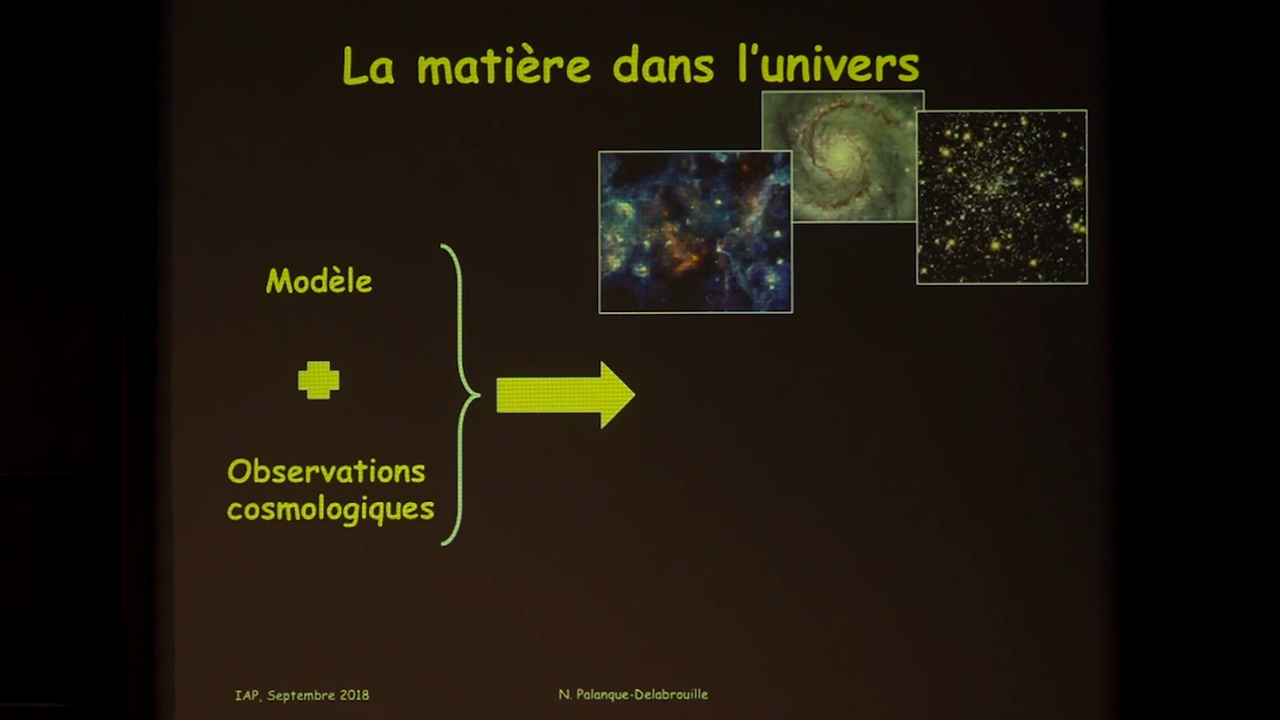 La matière dans l'univers
Modèle
Observations
cosmologiques
IAP, Septembre 2018
N. Palanque-Delabrouille